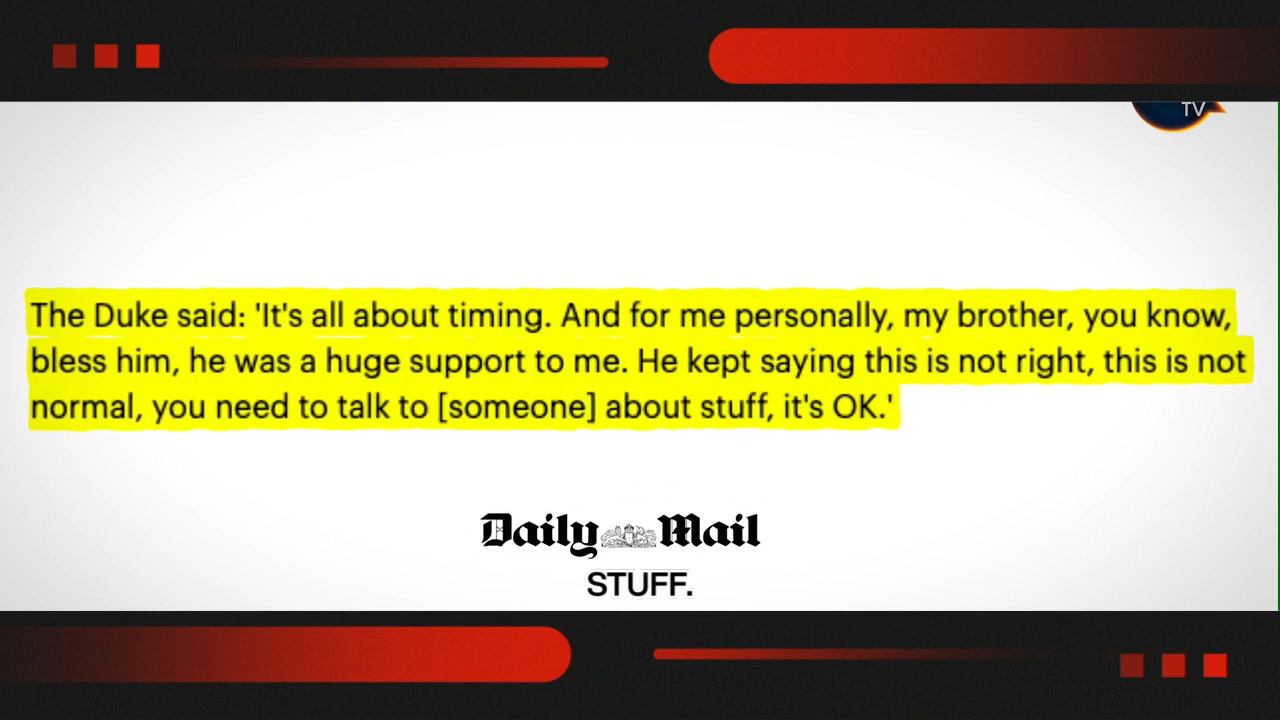 TV
The Duke said: 'It's all about timing. And for me personally, my brother, you know,
bless him, he was a huge support to me. He kept saying this is not right, this is not
normal, you need to talk to [someone] about stuff, it's OK.'
Daily Mail
STUFF.